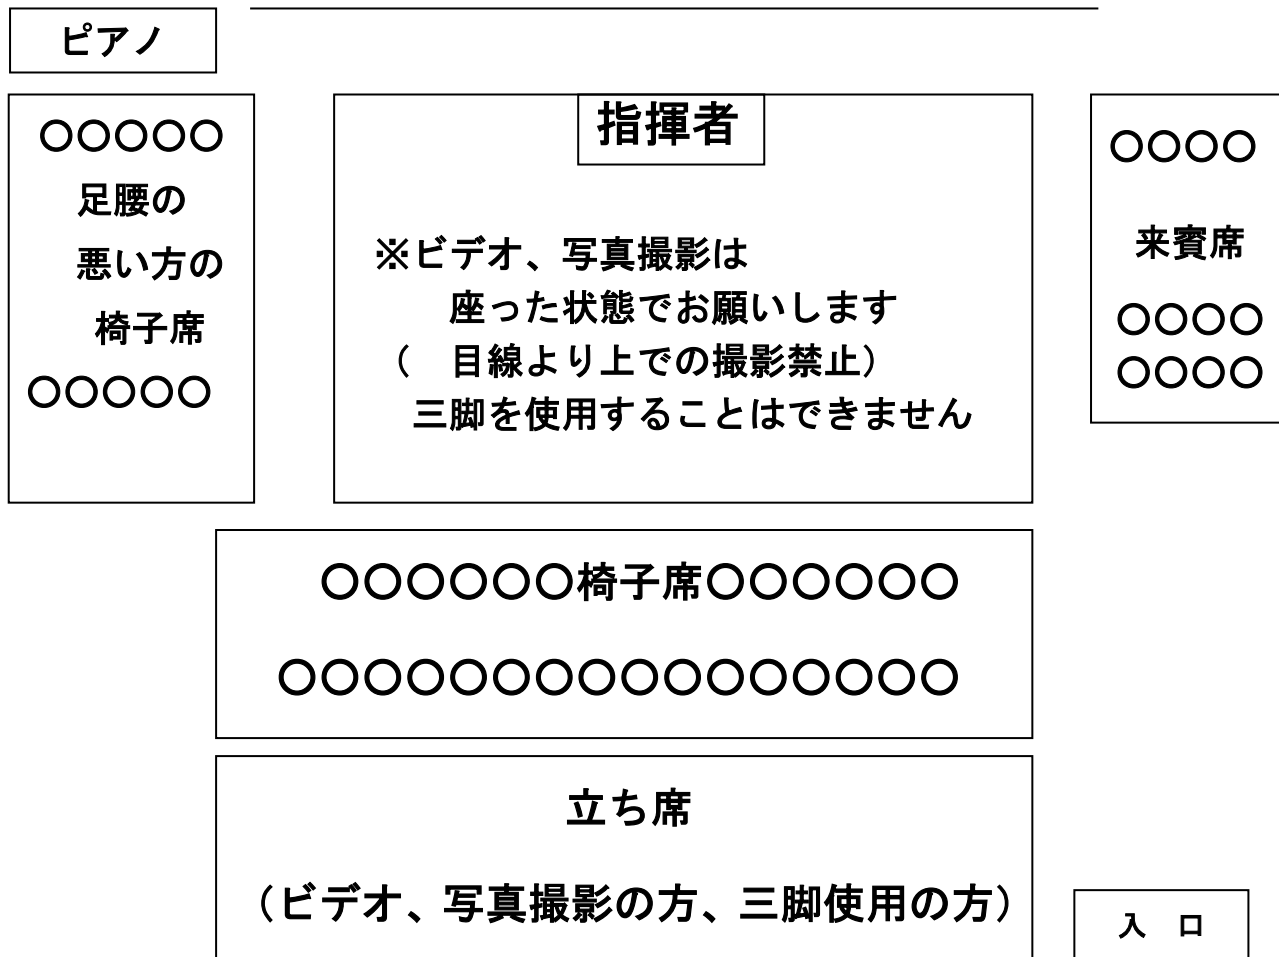 ピアノ
○○○○○
足腰の
悪い方の
椅子席
○○○○○
指揮者
※ビデオ、写真撮影は
座った状態でお願いします
（　目線より上での撮影禁止）
三脚を使用することはできません
○○○○
来賓席
○○○○
○○○○
○○○○○○椅子席○○○○○○
○○○○○○○○○○○○○○○○
立ち席
（ビデオ、写真撮影の方、三脚使用の方）
入　口